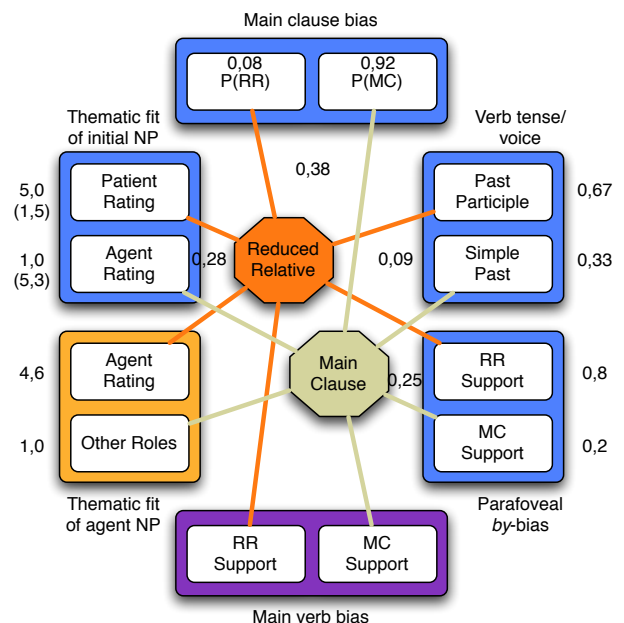 Main clause bias
0,08
P(RR)
0,92
P(MC)
Thematic fit
of initial NP
Verb tense/
voice
0,38
5,0
(1,5)
Patient
Rating
Past
Participle
0,67
1,0
(5,3)
Agent
Rating
0,28
Reduced
Relative
0,09
Simple
Past
0,33
4,6
Agent
Rating
Main
Clause
0,25
RR
Support
0,8
1,0
Other Roles
MC
Support
0,2
Thematic fit
of agent NP
Parafoveal
by-bias
RR
Support
MC
Support
Main verb bias